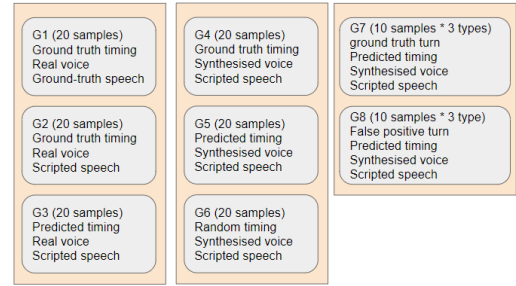 G1 (20 samples)
Ground truth timing
Real voice
Ground-truth speech
G2 (20 samples)
Ground truth timing
Real voice
Scripted speech
G3 (20 samples)
Predicted timing
Real voice
Scripted speech
G4 (20 samples)
Ground truth timing
Synthesised voice
Scripted speech
G5 (20 samples)
Predicted timing
Synthesised voice
Scripted speech
G6 (20 samples)
Random timing
Synthesised voice
Scripted speech
G7 (10 samples * 3 types)
ground truth turn
Predicted timing
Synthesised voice
Scripted speech
G8 (10 samples * 3 type)
False positive turn
Predicted timing
Synthesised voice
Scripted speech